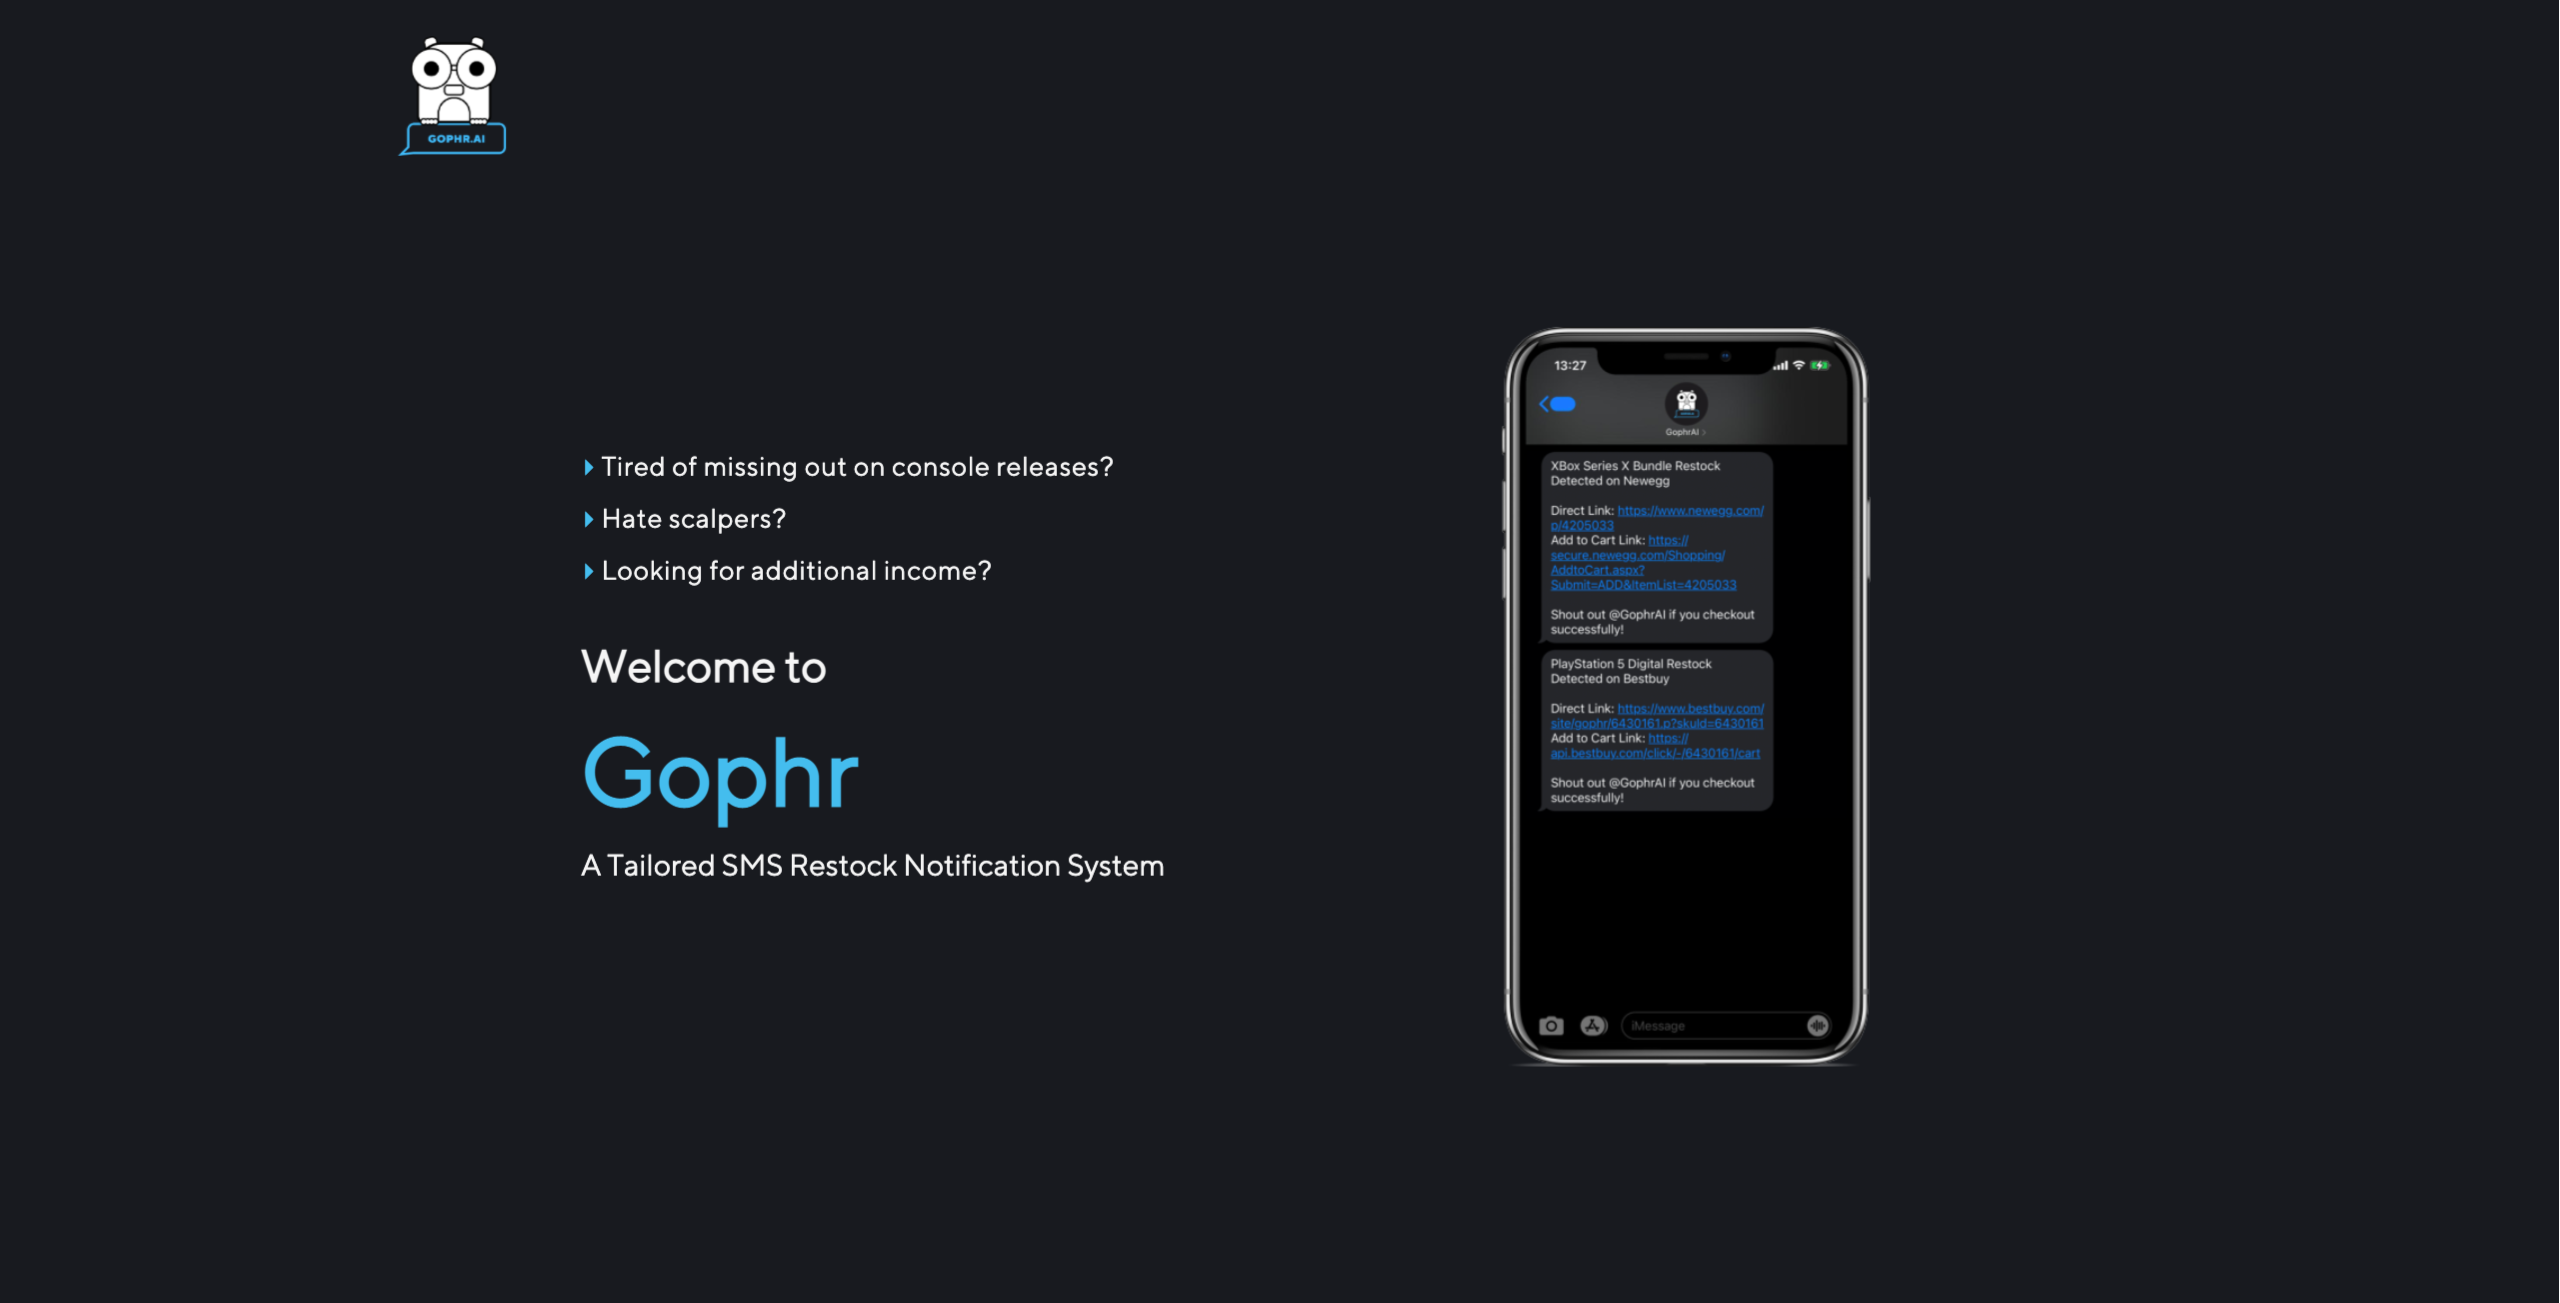 GOPHR.AI
Tired of missing out on console releases?
Hate scalpers?
Looking for additional income?
Welcome to
Gophr
A Tailored SMS Restock Notification System
13:27
GophrAI
XBox Series X Bundle Restock
Detected on Newegg
Direct Link: https://www.newegg.com/
p/4205033
Add to Cart Link: https://
secure.newegg.com/Shopping/
AddtoCart.aspx?
Submit=ADD&ItemList=4205033
Shout out @GophrAI if you checkout
successfully!
PlayStation 5 Digital Restock
Detected on Bestbuy
Direct Link: https://www.bestbuy.com/
site/gophr/6430161.p?skuId=6430161
Add to Cart Link: https://
api.bestbuy.com/click/-/6430161/cart
Shout out @GophrAI if you checkout
successfully!
iMessage